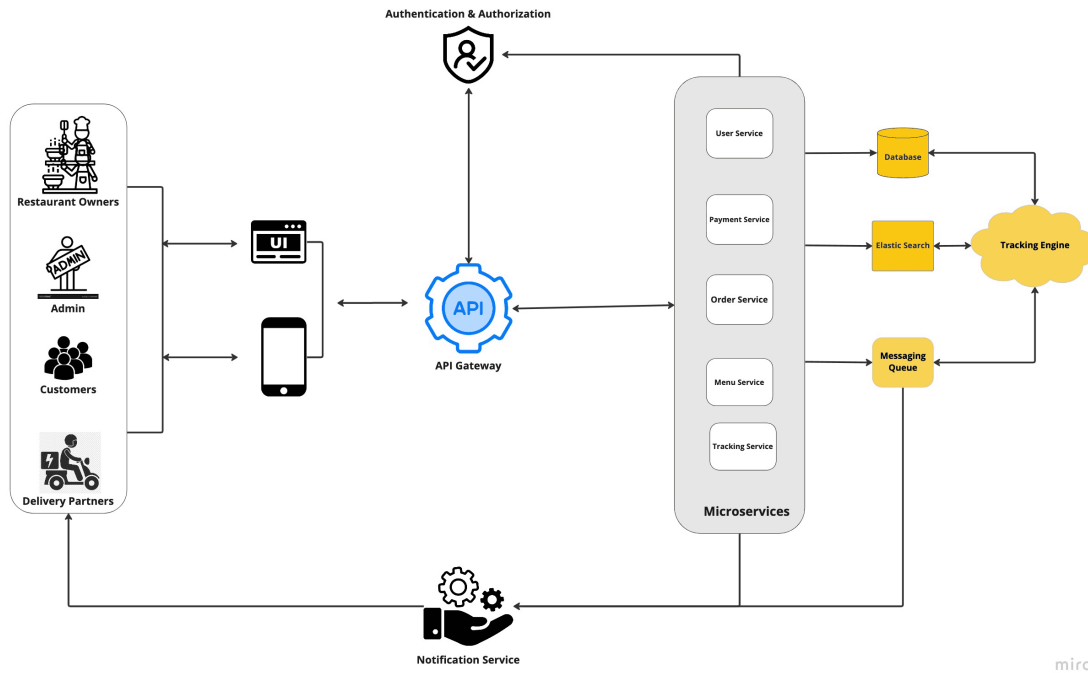 Authentication & Authorization
Restaurant Owners
ADMIN
Admin
Customers
Delivery Partners
UI
API
API Gateway
User Service
Payment Service
Order Service
Menu Service
Tracking Service
Microservices
Database
Elastic Search
Messaging
Queue
Tracking Engine
Notification Service